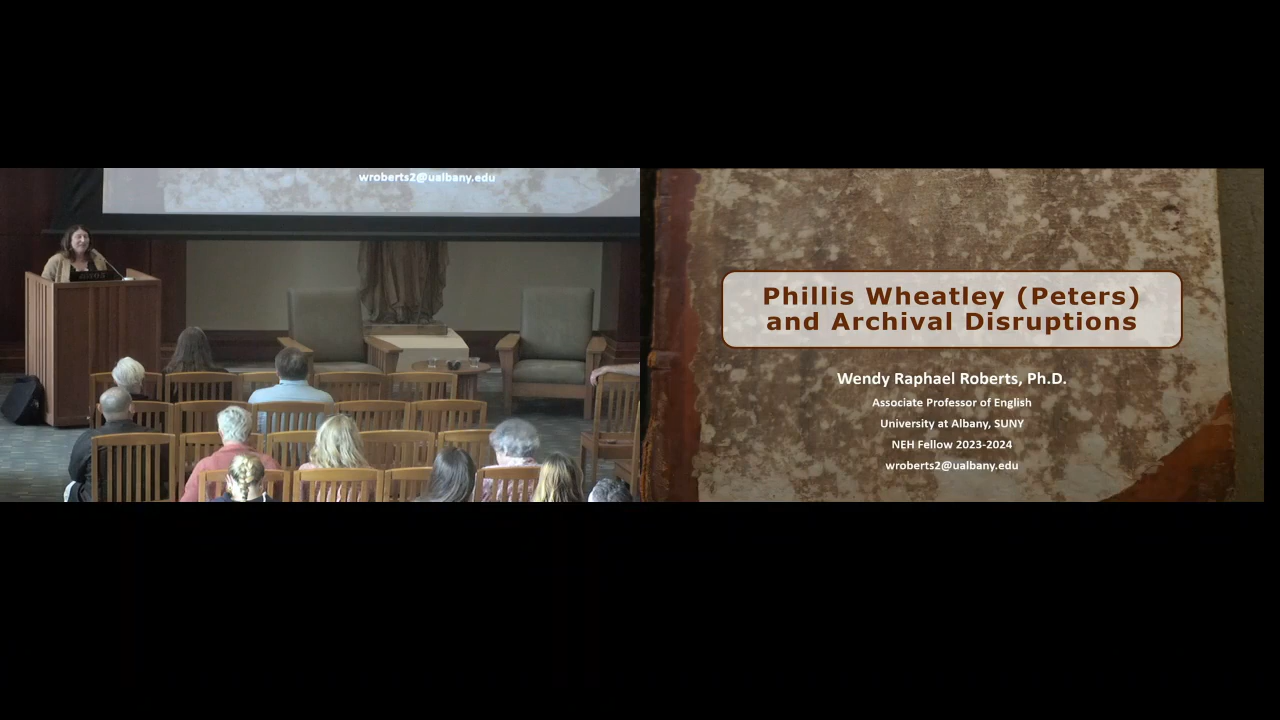 wroberts2@ualbany.edu
Phillis Wheatley (Peters)
and Archival Disruptions
Wendy Raphael Roberts, Ph.D.
Associate Professor of English
University at Albany, SUNY
NEH Fellow 2023-2024
wroberts2@ualbany.edu